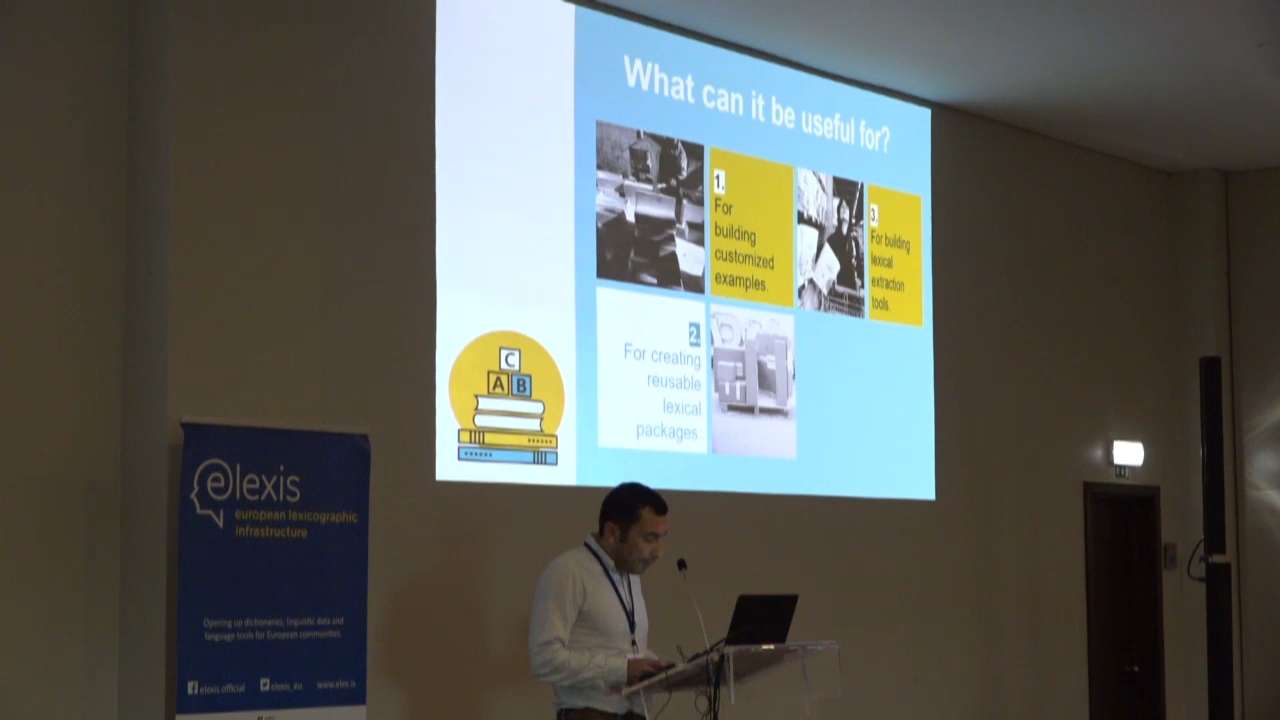 What can it be useful for?
1.
For
building
customized
examples.
3.
For building
lexical
extraction
tools.
2.
For creating
reusable
lexical
packages.
C
A B
elexis
european lexicographic
infrastructure
Opening up dictionaries, linguistic data and
language tools for European communities
elexis.official
elexis_eu
www.elex.is